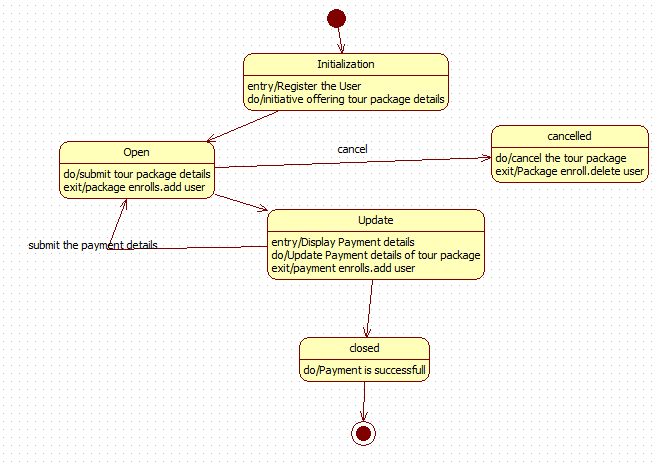 Initialization
entry/Register the User
do/initiative offering tour package details
Open
do/submit tour package details
exit/package enrolls.add user
cancel
cancelled
do/cancel the tour package
exit/Package enroll.delete user
Update
entry/Display Payment details
do/Update Payment details of tour package
exit/payment enrolls.add user
submit the payment details
closed
do/Payment is successfull